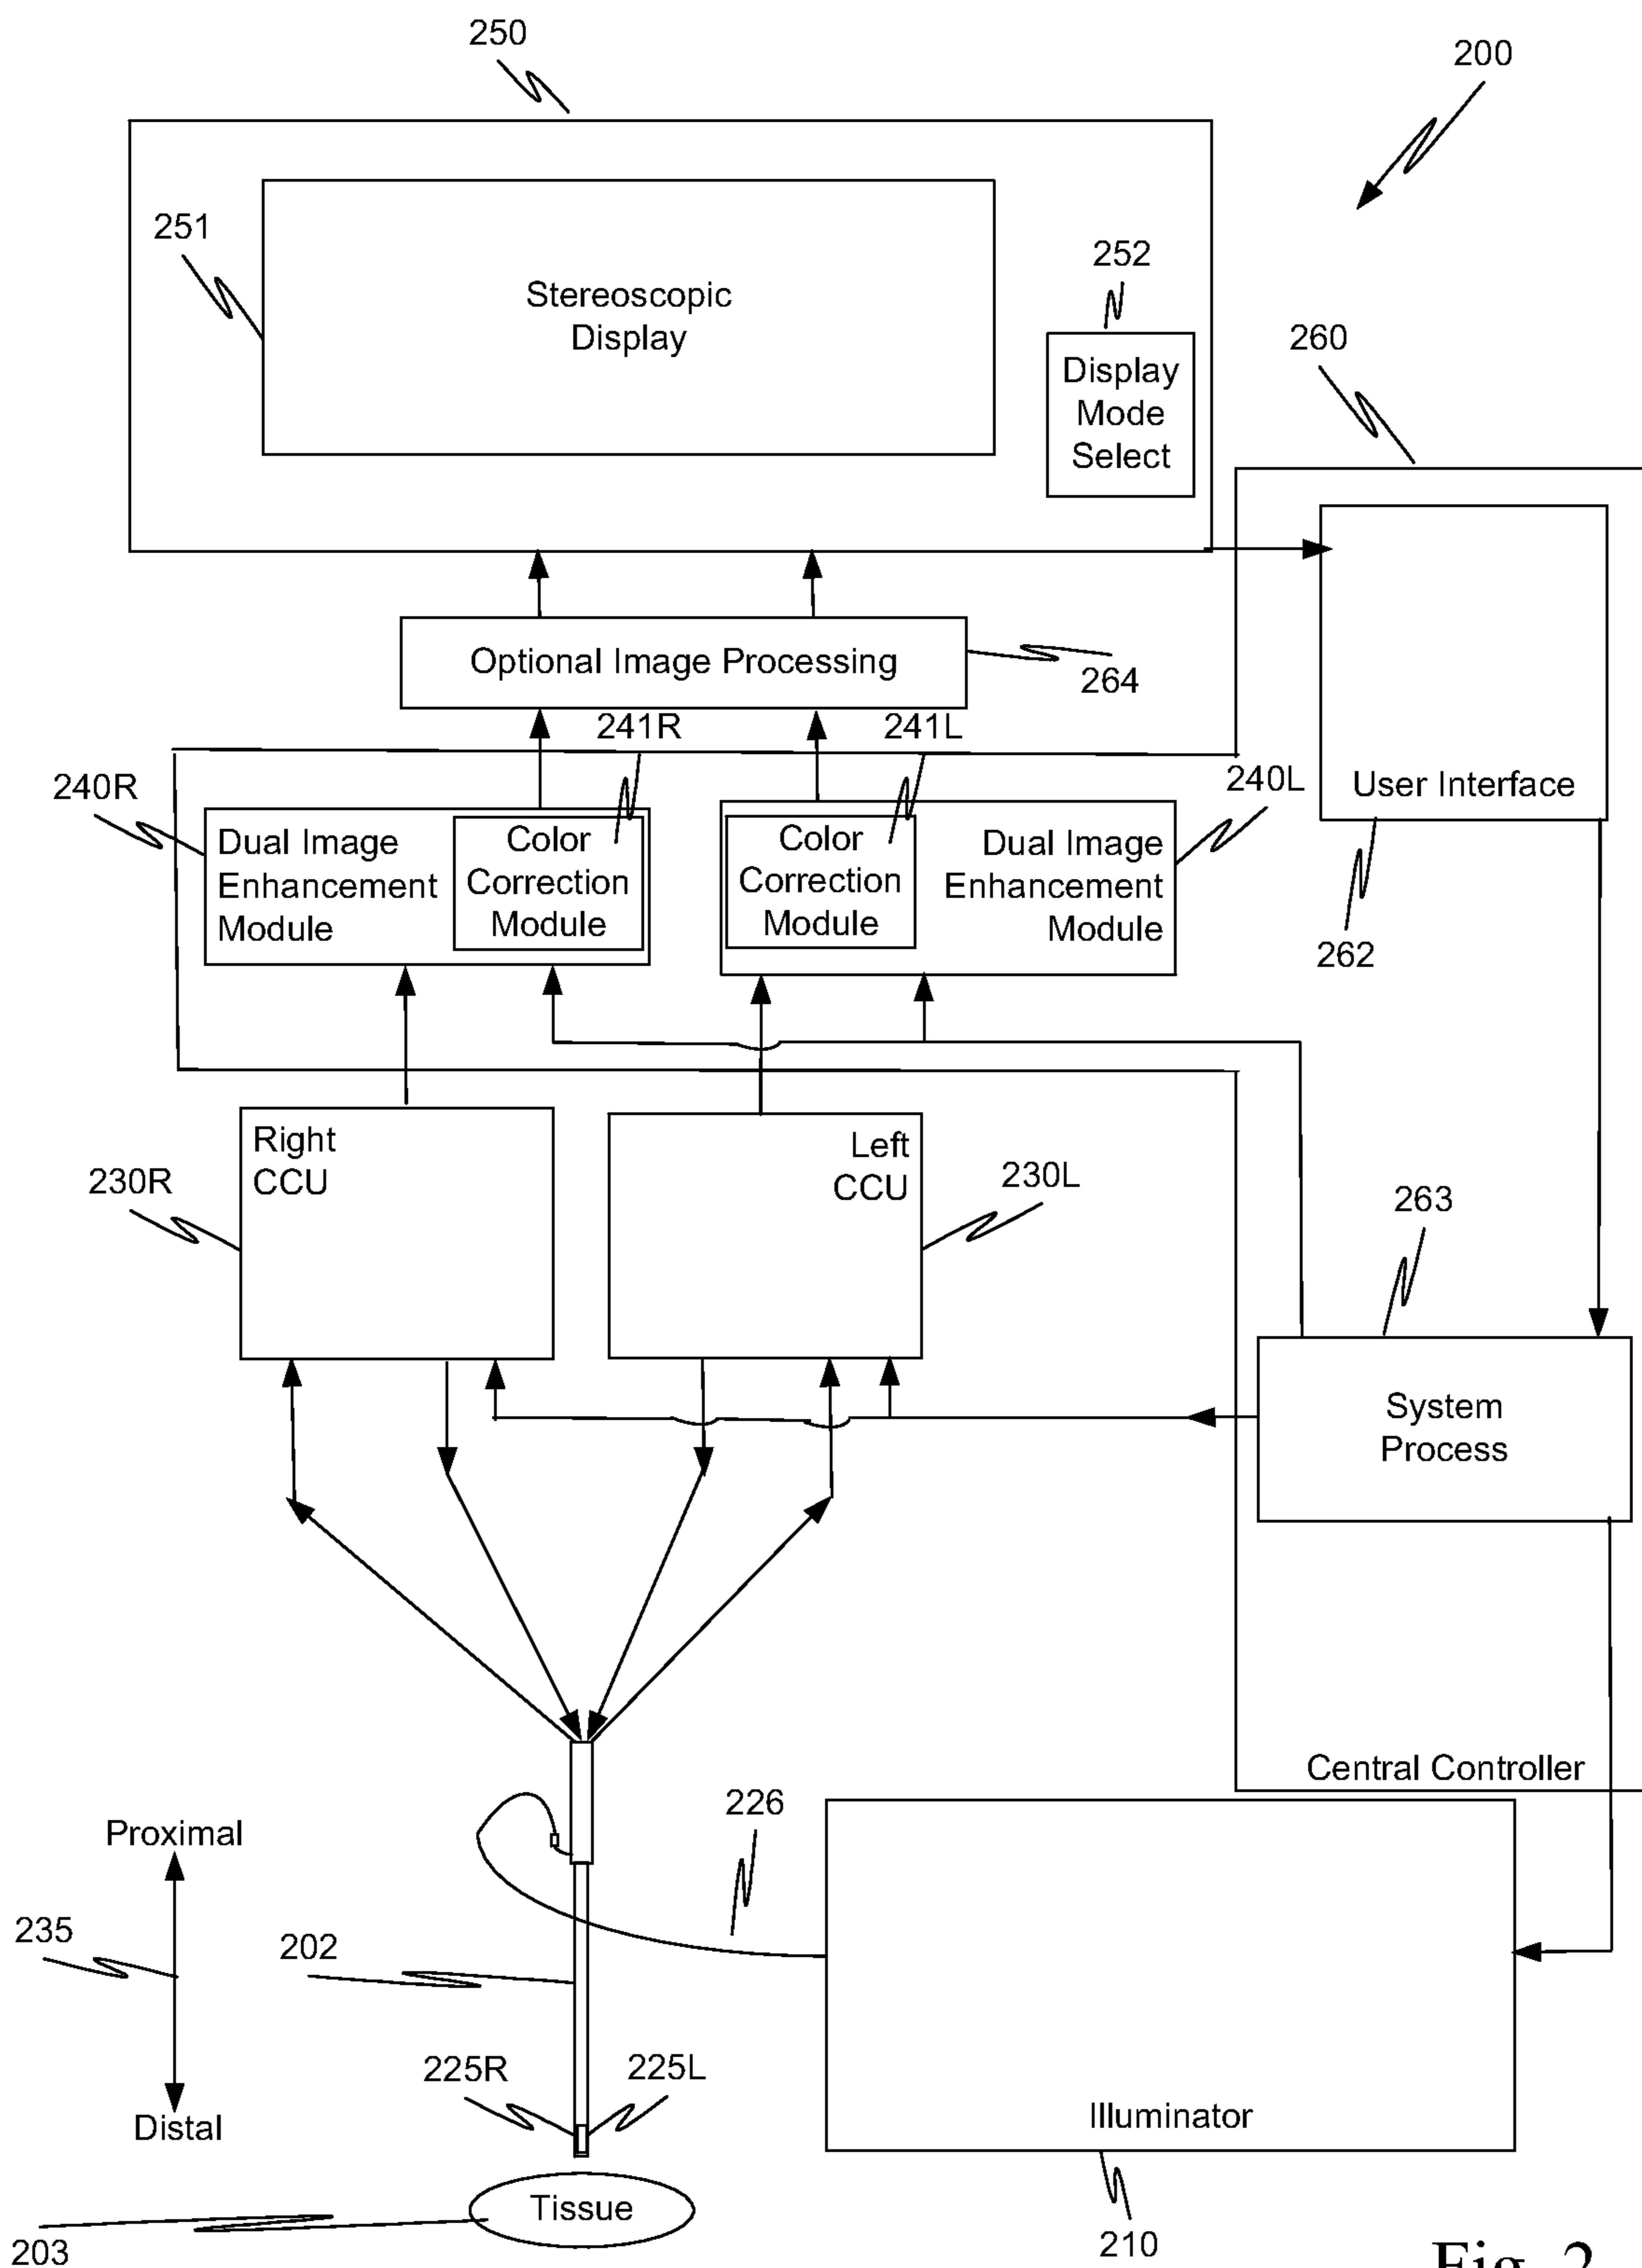 250
200
251
Stereoscopic
Display
252
Display
Mode
Select
260
Optional Image Processing
264
241R
241L
240R
240L
Dual Image
Enhancement
Module
Color
Correction
Module
Color
Correction
Module
Dual Image
Enhancement
Module
User Interface
262
Right
CCU
Left
CCU
230R
230L
263
System
Process
Central Controller
226
Proximal
235
202
225R
225L
Distal
Illuminator
Tissue
203
210
Fig. 2